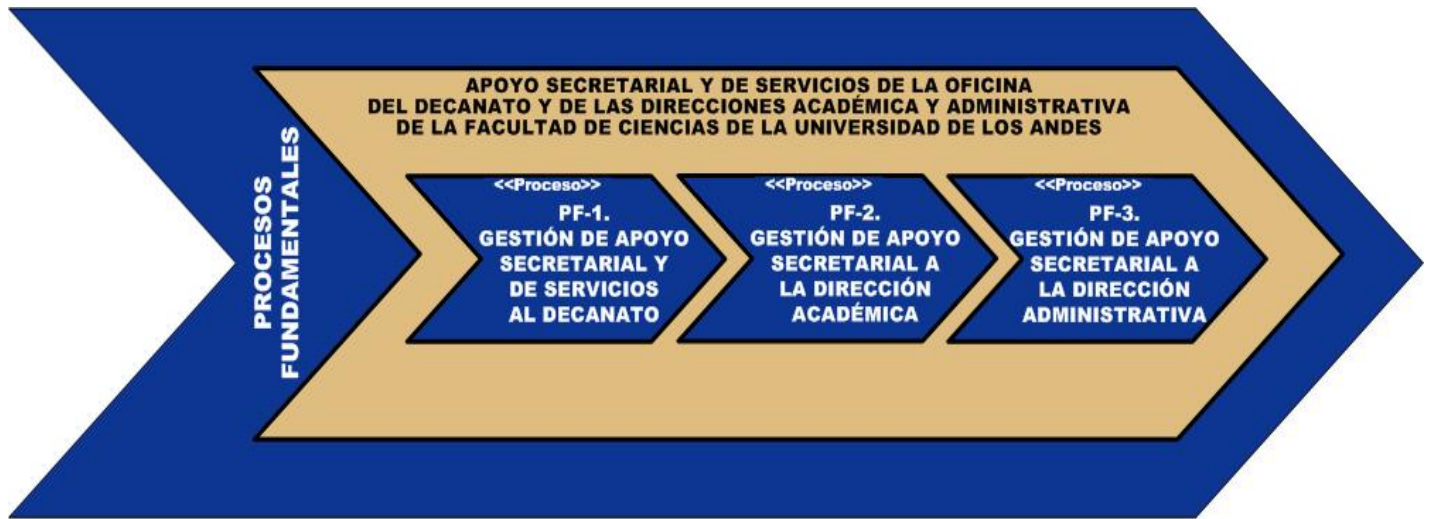 PROCESOS
FUNDAMENTALES
APOYO SECRETARIAL Y DE SERVICIOS DE LA OFICINA
DEL DECANATO Y DE LAS DIRECCIONES ACADÉMICA Y ADMINISTRATIVA
DE LA FACULTAD DE CIENCIAS DE LA UNIVERSIDAD DE LOS ANDES
<<Proceso>>
PF-1.
GESTIÓN DE APOYO
SECRETARIAL Y
DE SERVICIOS
AL DECANATO
<<Proceso>>
PF-2.
GESTIÓN DE APOYO
SECRETARIAL A
LA DIRECCIÓN
ACADÉMICA
<<Proceso>>
PF-3.
GESTIÓN DE APOYO
SECRETARIAL A
LA DIRECCIÓN
ADMINISTRATIVA